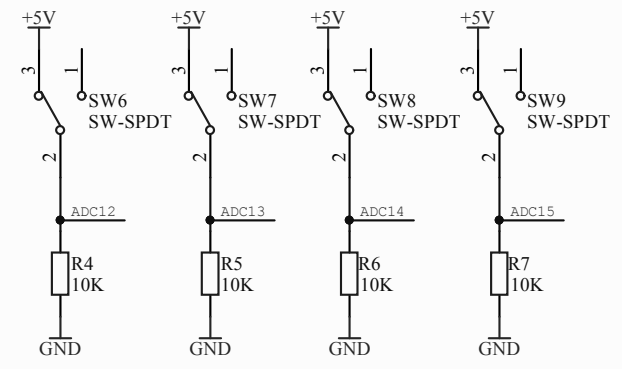 +5V +5V +5V +5V
3 1 3 1 3 1 3 1
SW6 SW7 SW8 SW9
SW-SPDT SW-SPDT SW-SPDT SW-SPDT
2 2 2 2
ADC12 ADC13 ADC14 ADC15
R4 R5 R6 R7
10K 10K 10K 10K
GND GND GND GND